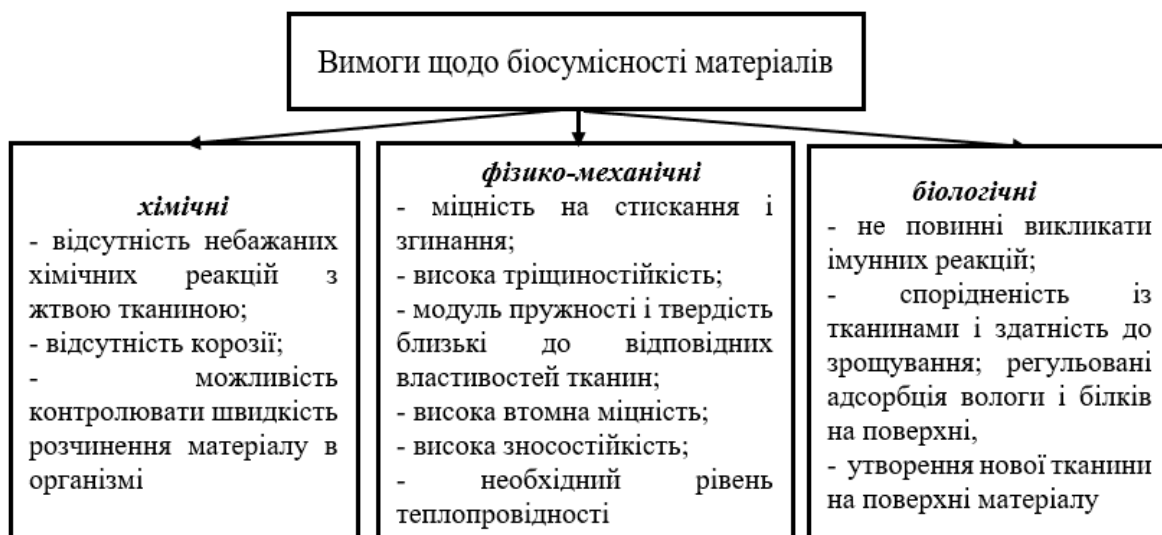 Вимоги щодо біосумісності матеріалів
хімічні
- відсутність небажаних
хімічних реакцій з
жтвою тканиною;
- відсутність корозії;
- можливість
контролювати швидкість
розчинення матеріалу в
організмі
фізико-механічні
- міцність на стискання і
згинання;
- висока тріщиностійкість;
- модуль пружності і твердість
близькі до відповідних
властивостей тканин;
- висока втомна міцність;
- висока зносостійкість;
- необхідний рівень
теплопровідності
біологічні
- не повинні викликати
імунних реакцій;
- спорідненість із
тканинами і здатність до
зрощування; регульовані
адсорбція вологи і білків
на поверхні,
- утворення нової тканини
на поверхні матеріалу